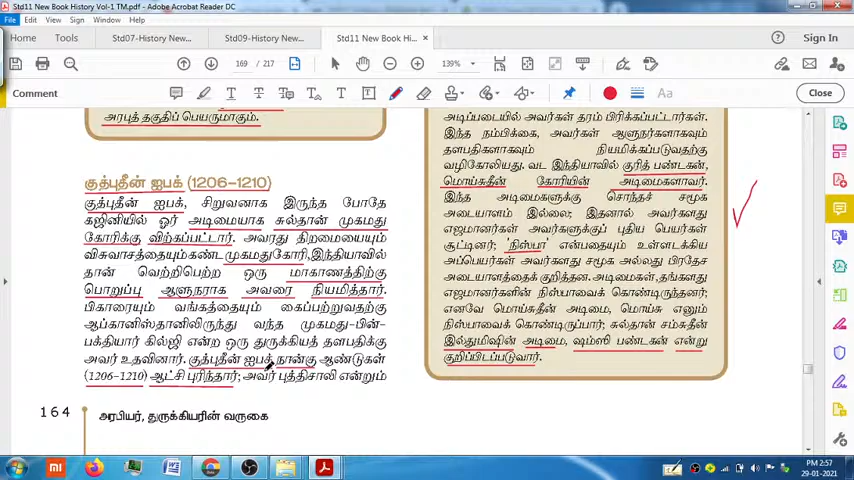 Std11 New Book History Vol-1 TM.pdf - Adobe Acrobat Reader DC
File Edit View Sign Window Help
Home Tools Std07-History New... Std09-History New... Std11 New Book Hist... × Sign In
169 / 217 139%
Comment Close
அரபுத் தகுதிப் பெயருமாகும்.
குத்புதீன் ஐபக் (1206–1210)
குத்புதீன் ஐபக், சிறுவனாக இருந்த போதே
கஜினியில் ஓர் அடிமையாக சுல்தான் முகமது
கோரிக்கு விற்கப்பட்டார். அவரது திறமையையும்
விசுவாசத்தையும்கண்ட முகமதுகோரி,இந்தியாவில்
தான் வெற்றிபெற்ற ஒரு மாகாணத்திற்கு
பொறுப்பு ஆளுநராக அவரை நியமித்தார்.
பிகாரையும் வங்கத்தையும் கைப்பற்றுவதற்கு
ஆப்கானிஸ்தானிலிருந்து வந்த முகமது-பின்-
பக்தியார் கில்ஜி என்ற ஒரு துருக்கியத் தளபதிக்கு
அவர் உதவினார். குத்புதீன் ஐபக் நான்கு ஆண்டுகள்
(1206-1210) ஆட்சி புரிந்தார்; அவர் புத்திசாலி என்றும்
அடிப்படையில் அவர்கள் தரம் பிரிக்கப்பட்டார்கள்.
இந்த நம்பிக்கை, அவர்கள் ஆளுநர்களாகவும்
தளபதிகளாகவும் நியமிக்கப்படுவதற்கு
வழிகோலியது. வட இந்தியாவில் குரித் பண்டகன்,
மொய்சுதீன் கோரியின் அடிமைகளாவர்.
இந்த அடிமைகளுக்கு சொந்தச் சமூக
அடையாளம் இல்லை; இதனால் அவர்களது
எஜமானர்கள் அவர்களுக்குப் புதிய பெயர்கள்
சூட்டினர்; 'நிஸ்பா' என்பதையும் உள்ளடக்கிய
அப்பெயர்கள் அவர்களது சமூக அல்லது பிரதேச
அடையாளத்தைக் குறித்தன. அடிமைகள், தங்களது
எஜமானர்களின் நிஸ்பாவைக் கொண்டிருந்தனர்;
எனவே மொய்சுதீன் அடிமை, மொய்சு எனும்
நிஸ்பாவைக் கொண்டிருப்பார்; சுல்தான் சம்சுதீன்
இல்துமிஷின் அடிமை, ஷம்ஸி பண்டகன் என்று
குறிப்பிடப்படுவார்.
164 அரபியர், துருக்கியரின் வருகை
PM 2:57
29-01-2021